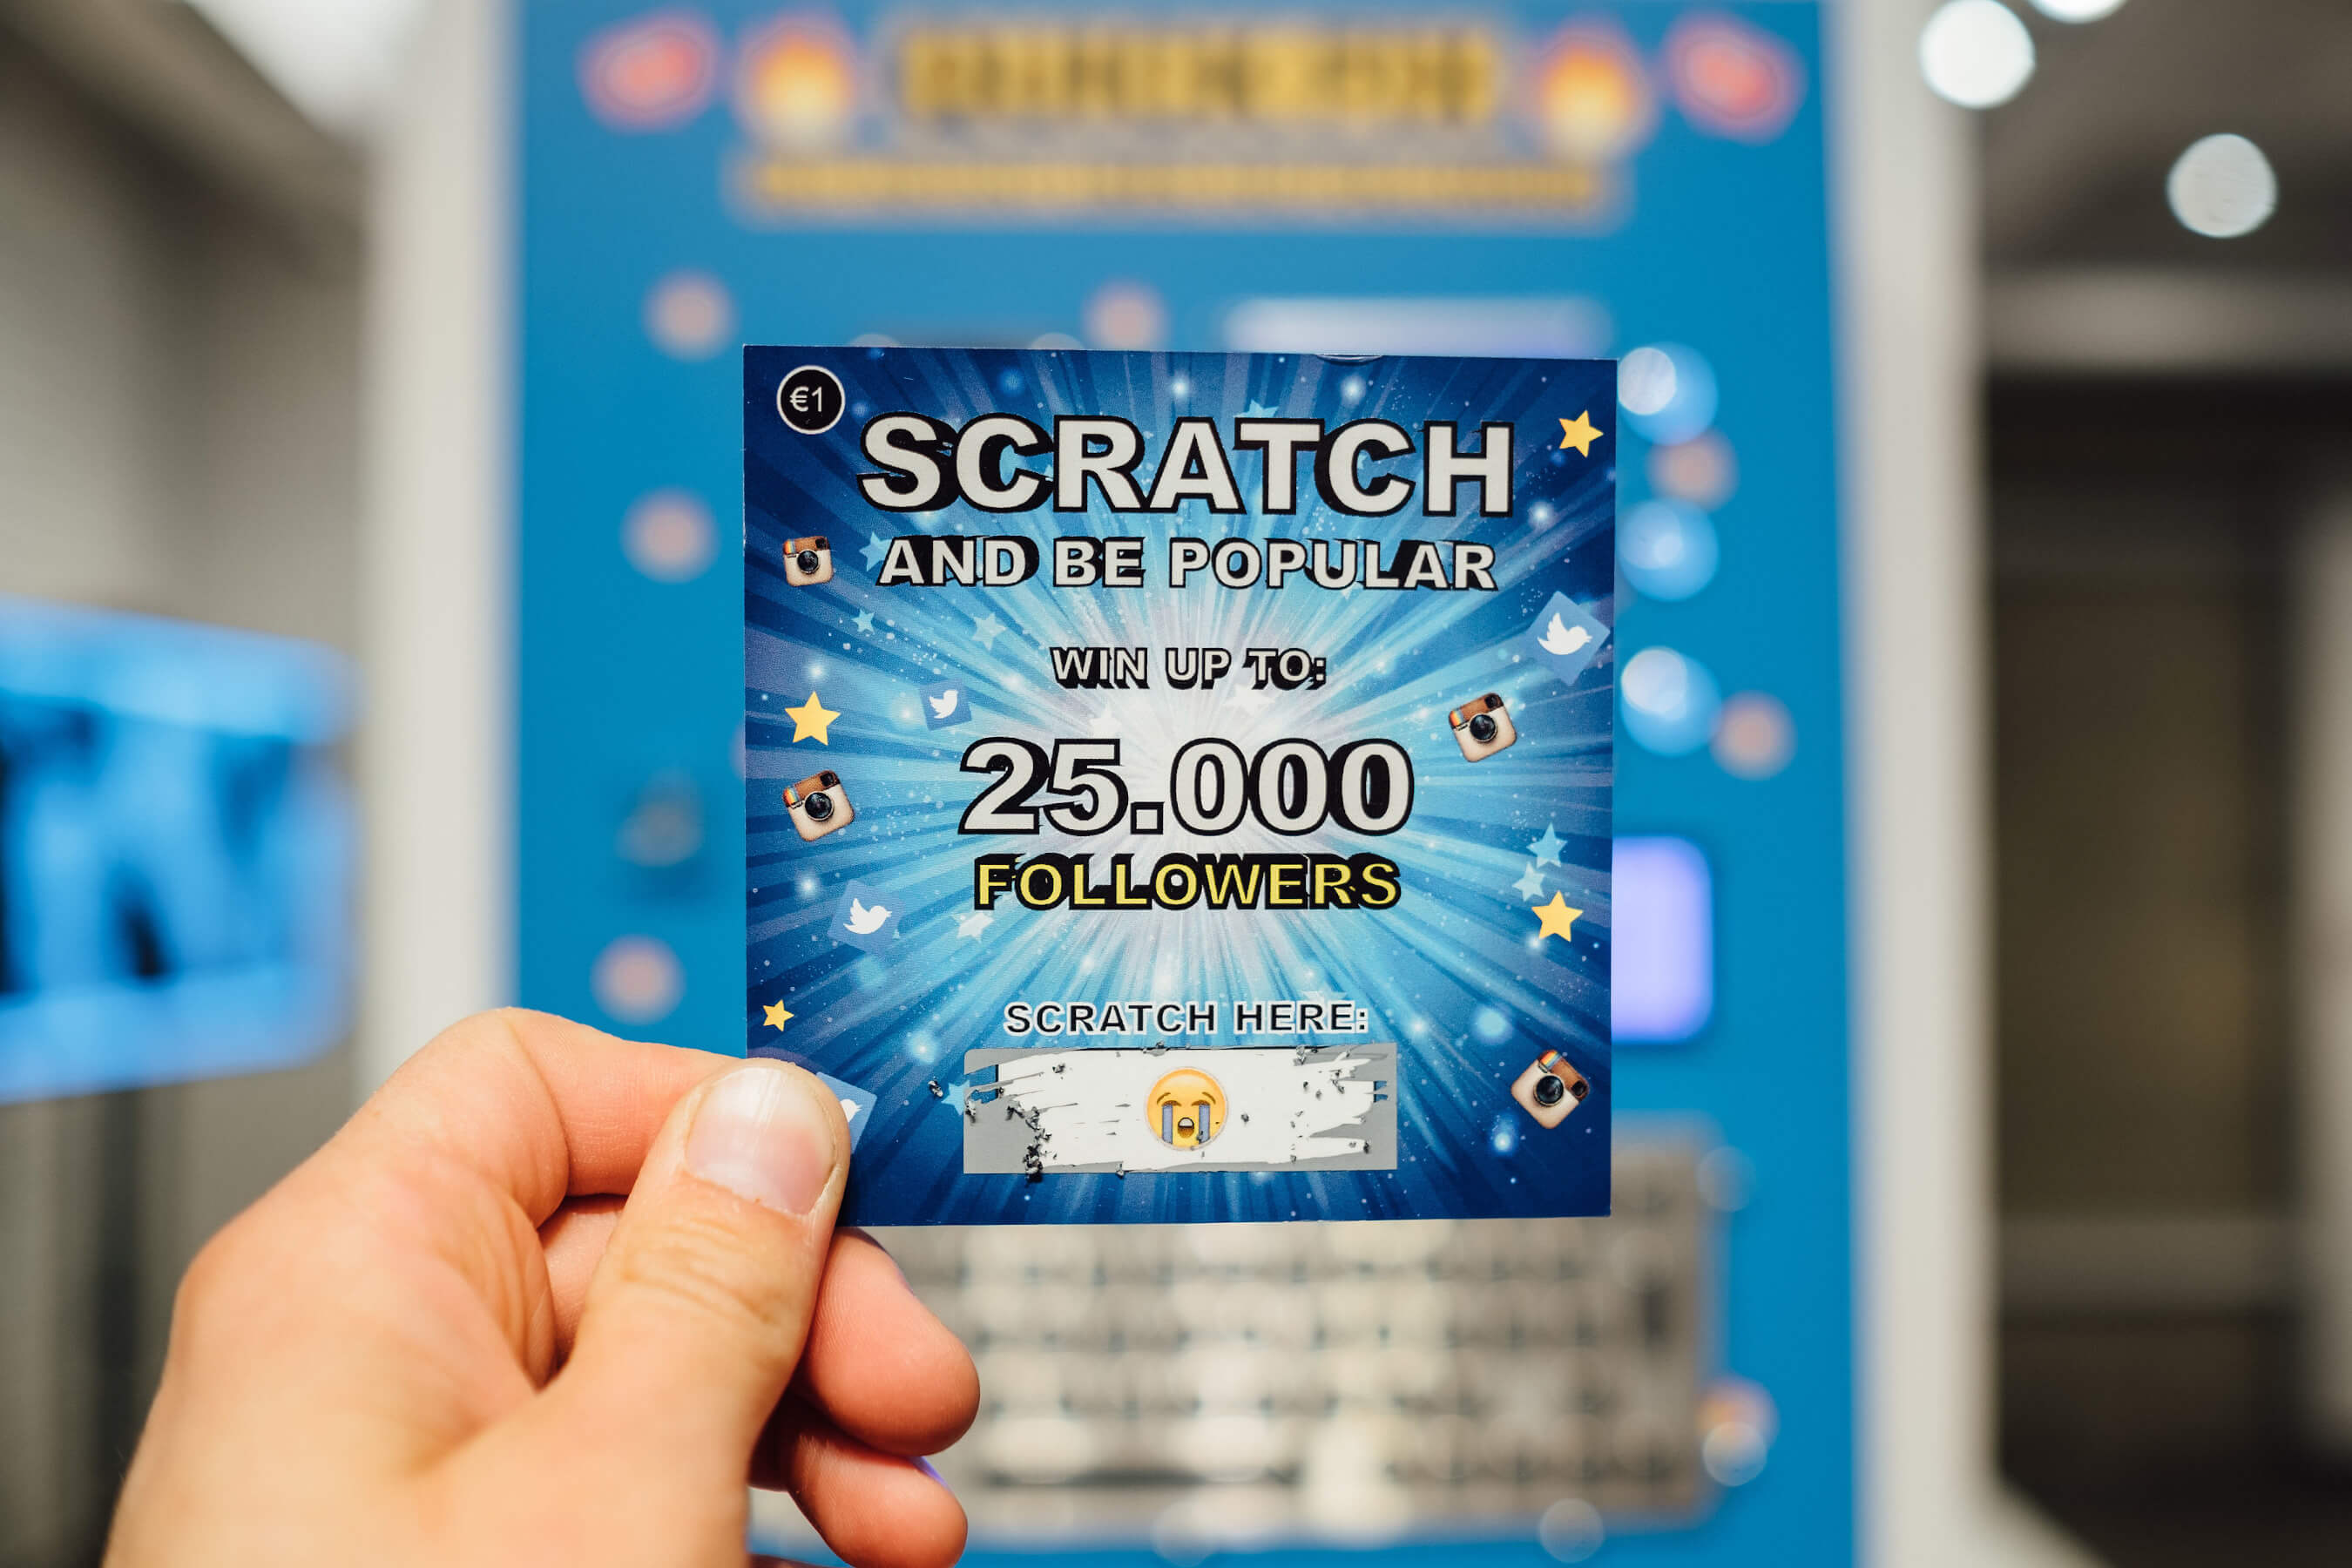 €1
SCRATCH
AND BE POPULAR
WIN UP TO:
25.000
FOLLOWERS
SCRATCH HERE: